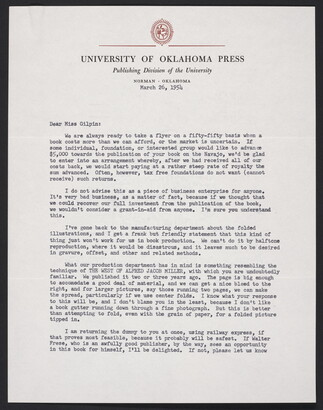 UNIVERSITY OF OKLAHOMA PRESS
Publishing Division of the University
NORMAN · OKLAHOMA
March 26, 1954
Dear Miss Gilpin:
We are always ready to take a flyer on a fifty-fifty basis when a
book costs more than we can afford, or the market is uncertain. If
some individual, foundation, or interested group would like to advance
$5,000 towards the publication of your book on the Navajo, we'd be glad
to enter into an arrangement whereby, after we had received all of our
costs back, we would start paying at a rather steep rate of royalty the
sum advanced. Often, however, tax free foundations do not want (cannot
receive) such returns.
I do not advise this as a piece of business enterprise for anyone.
It's very bad business, as a matter of fact, because if we thought that
we could recover our full investment from the publication of the book,
we wouldn't consider a grant-in-aid from anyone. I'm sure you understand
this.
I've gone back to the manufacturing department about the folded
illustrations, and I get a frank but friendly statement that this kind of
thing just won't work for us in book production. We can't do it by halftone
reproduction, where it would be disastrous, and it leaves much to be desired
in gravure, offset, and other and related methods.
What our production department has in mind is something resembling the
technique of THE WEST OF ALFRED JACOB MILLER, with which you are undoubtedly
familiar. We published it two or three years ago. The page is big enough
to accomodate a good deal of material, and we can get a nice bleed to the
right, and for larger pictures, say those running two pages, we can make
the spread, particularly if we use center folds. I know what your response
to this will be, and I don't blame you in the least, because I don't like
a book gutter running down through a fine photograph. But this is better
than attempting to fold, even with the grain of paper, for a folded picture
tipped in.
I am returning the dummy to you at once, using railway express, if
that proves most feasible, because it probably will be safest. If Walter
Frese, who is an awfully good publisher, by the way, sees an opportunity
in this book for himself, I'll be delighted. If not, please let us know